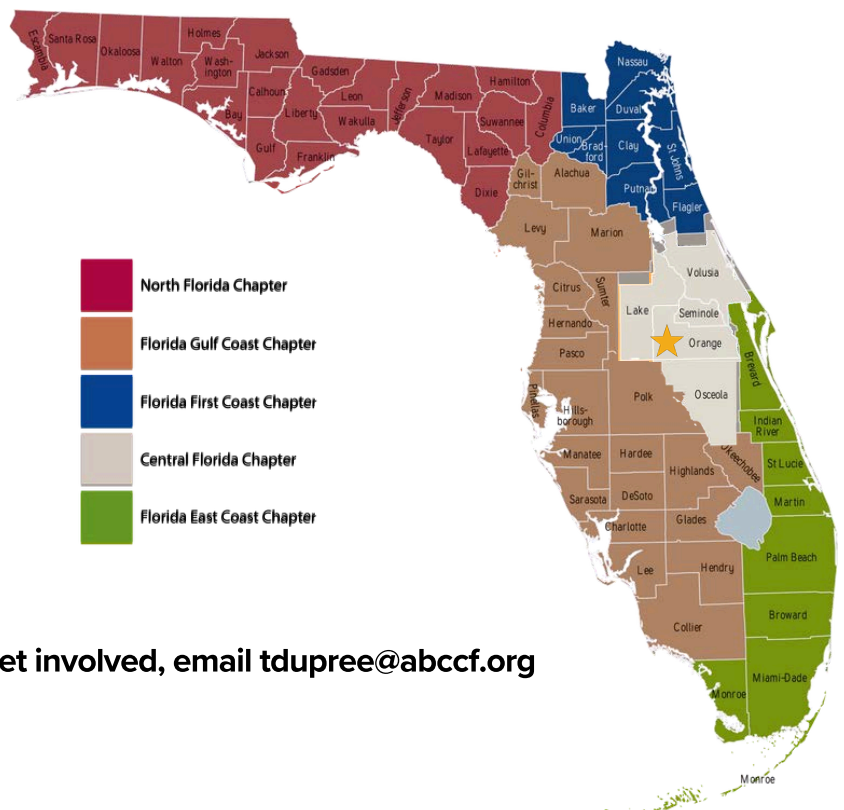 Escambia
Santa Rosa
Okaloosa
Walton
Holmes
Wash-
ington
Jackson
Bay
Calhoun
Gulf
Liberty
Gadsden
Franklin
Leon
Wakulla
Jefferson
Madison
Taylor
Hamilton
Suwannee
Lafayette
Dixie
Columbia
Baker
Nassau
Duval
Union
Brad-
ford
Clay
St Johns
Putnam
Flagler
Gil-
christ
Alachua
Levy
Marion
Volusia
Citrus
Sumter
Lake
Seminole
Orange
Hernando
Pasco
Brevard
Osceola
Pinellas
Hills-
borough
Polk
Indian
River
Manatee
Hardee
Highlands
Okeechobee
St Lucie
Sarasota
DeSoto
Martin
Charlotte
Glades
Lee
Hendry
Palm Beach
Collier
Broward
Monroe
Miami-Dade
Monroe
North Florida Chapter
Florida Gulf Coast Chapter
Florida First Coast Chapter
Central Florida Chapter
Florida East Coast Chapter
et involved, email tdupree@abccf.org